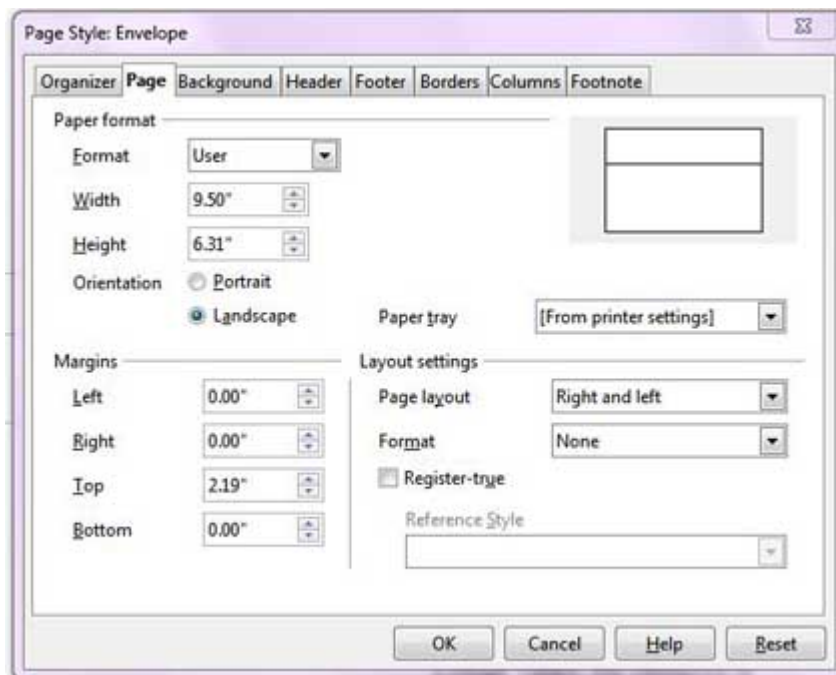 Page Style: Envelope
Organizer Page Background Header Footer Borders Columns Footnote
Paper format
Format User
Width 9.50"
Height 6.31"
Orientation Portrait
Landscape
Paper tray [From printer settings]
Margins
Left 0.00"
Right 0.00"
Top 2.19"
Bottom 0.00"
Layout settings
Page layout Right and left
Format None
Register-true
Reference Style
OK Cancel Help Reset